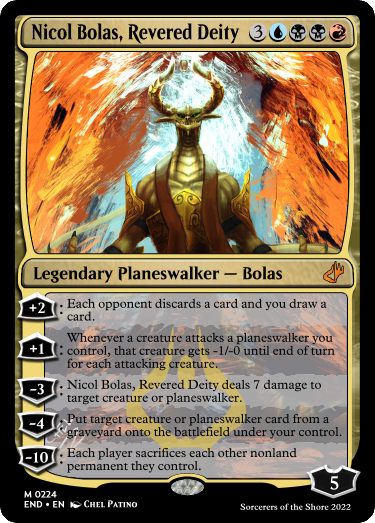 Nicol Bolas, Revered Deity 3
Legendary Planeswalker — Bolas
+2: Each opponent discards a card and you draw a
card.
+1: Whenever a creature attacks a planeswalker you
control, that creature gets -1/-0 until end of turn
for each attacking creature.
-3: Nicol Bolas, Revered Deity deals 7 damage to
target creature or planeswalker.
-4: Put target creature or planeswalker card from a
graveyard onto the battlefield under your control.
-10: Each player sacrifices each other nonland
permanent they control.
5
M 0224
END • EN Chel Patino
Sorcerers of the Shore 2022